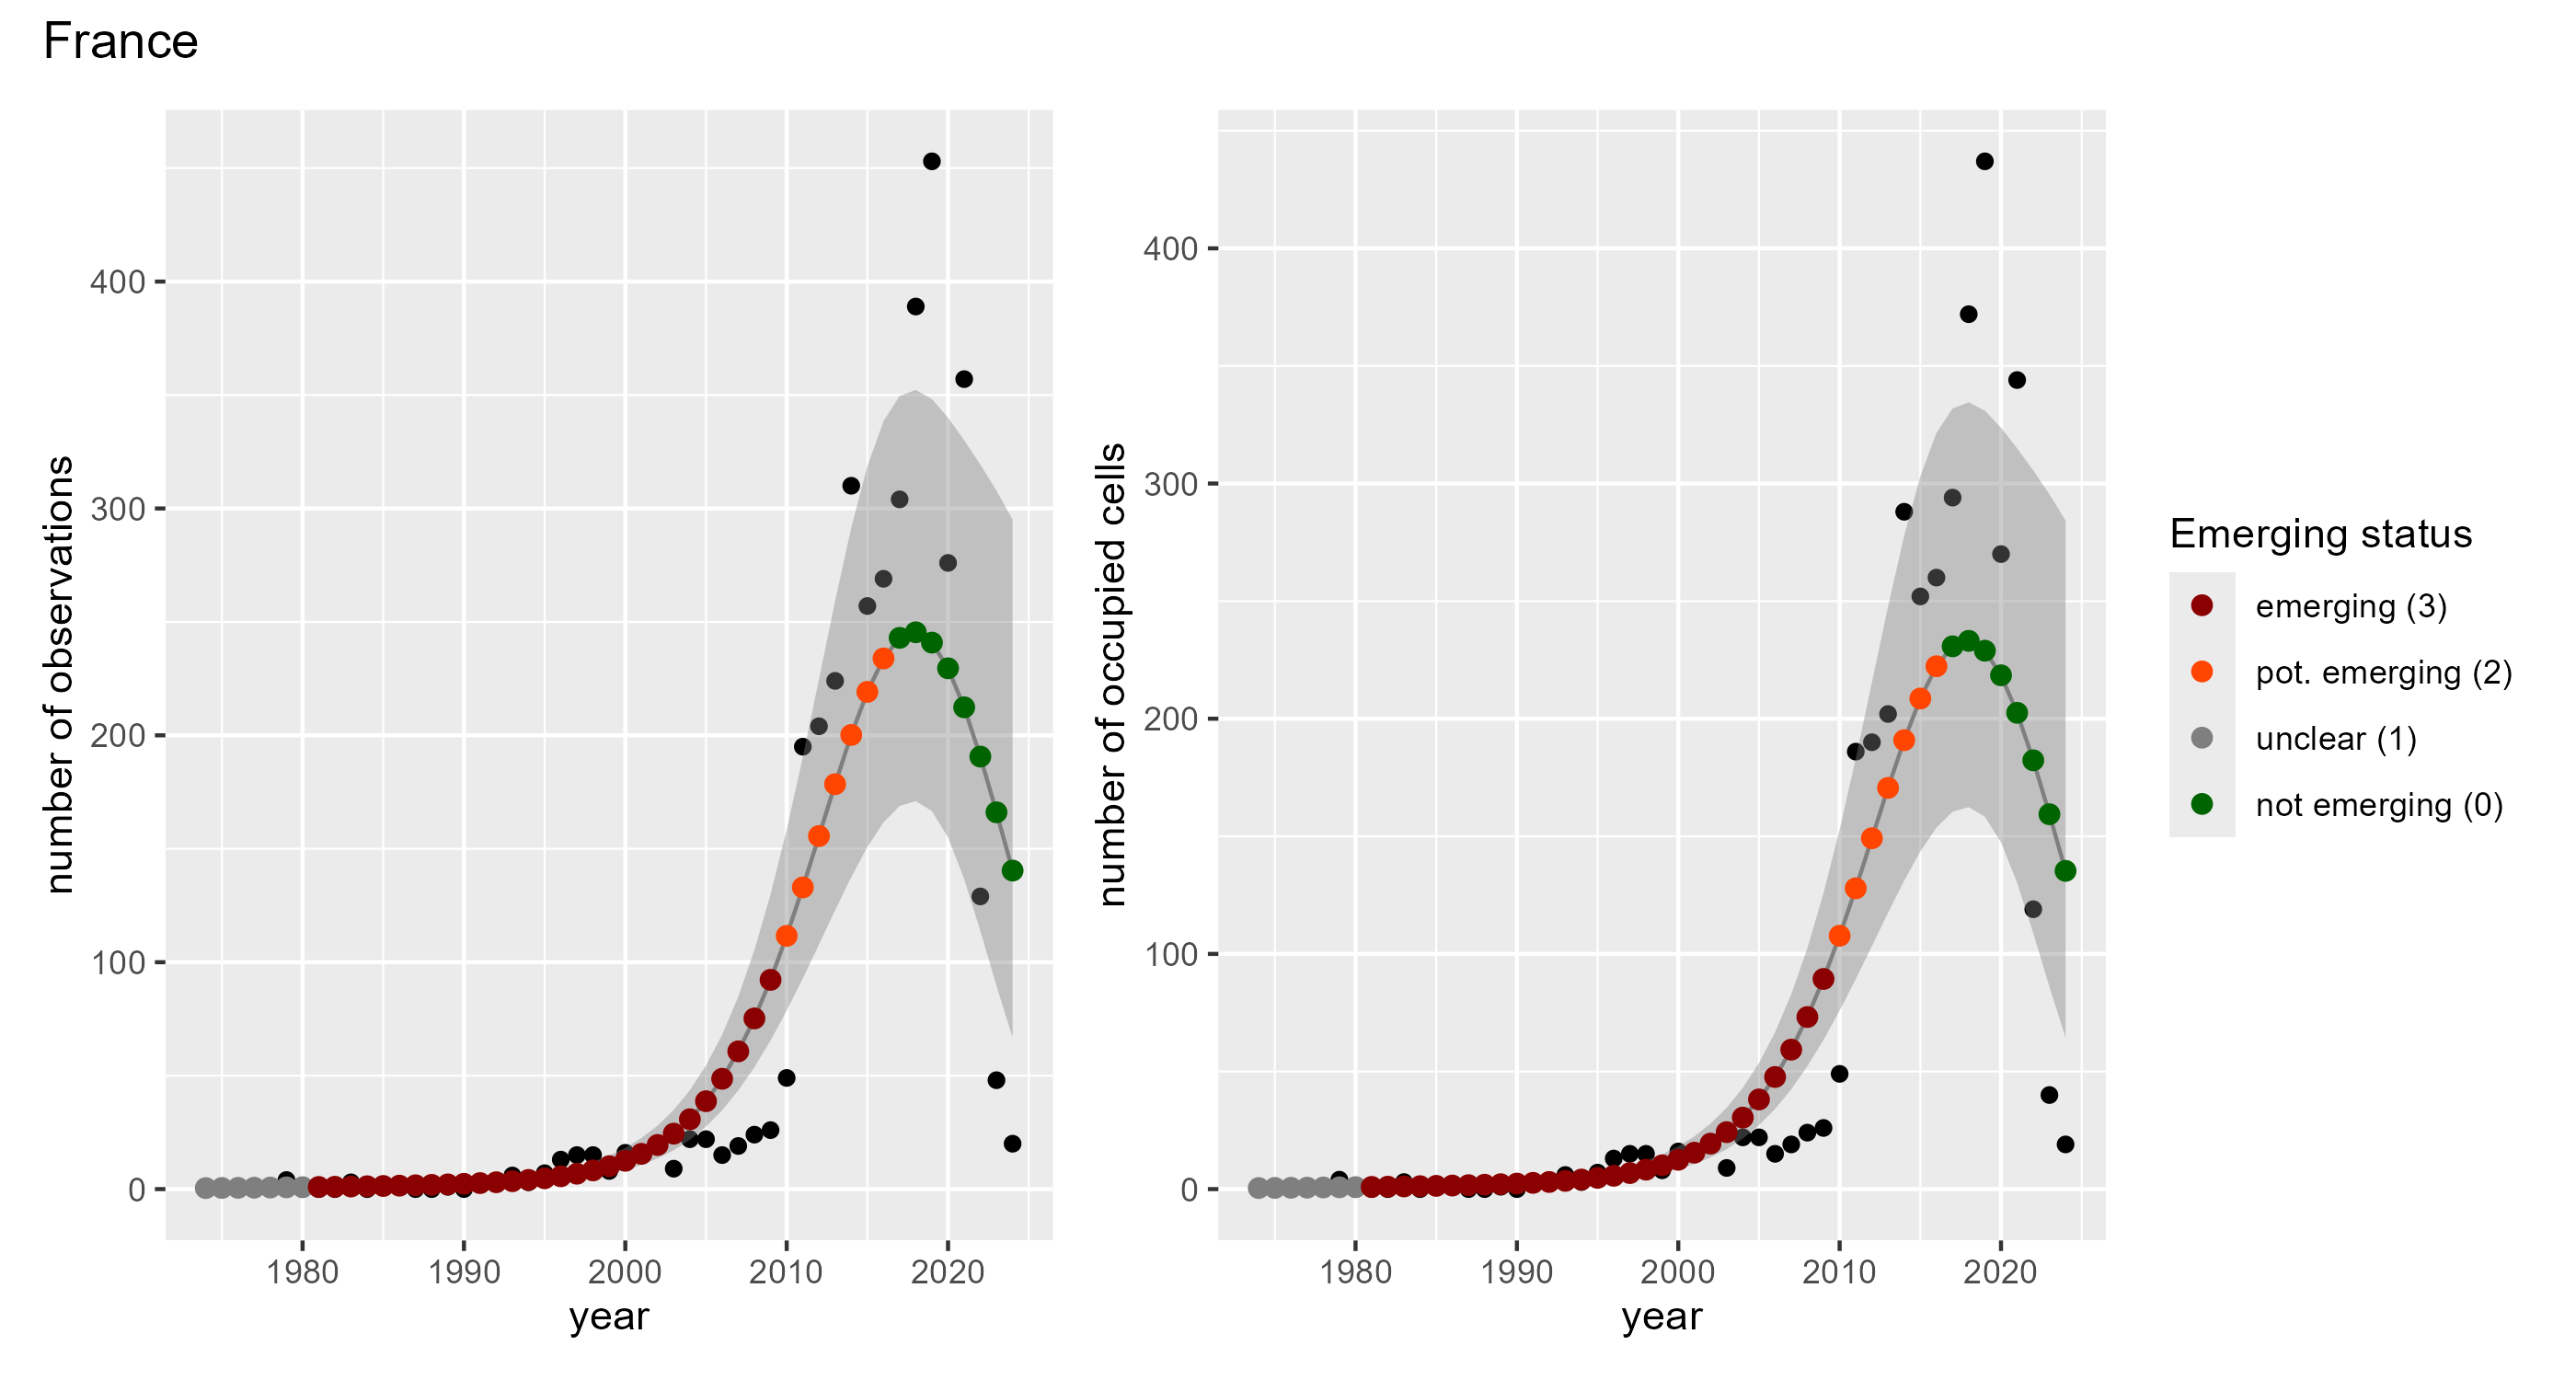 France
number of observations
400
300
200
100
0
1980 1990 2000 2010 2020
year
number of occupied cells
400
300
200
100
0
1980 1990 2000 2010 2020
year
Emerging status
emerging (3)
pot. emerging (2)
unclear (1)
not emerging (0)